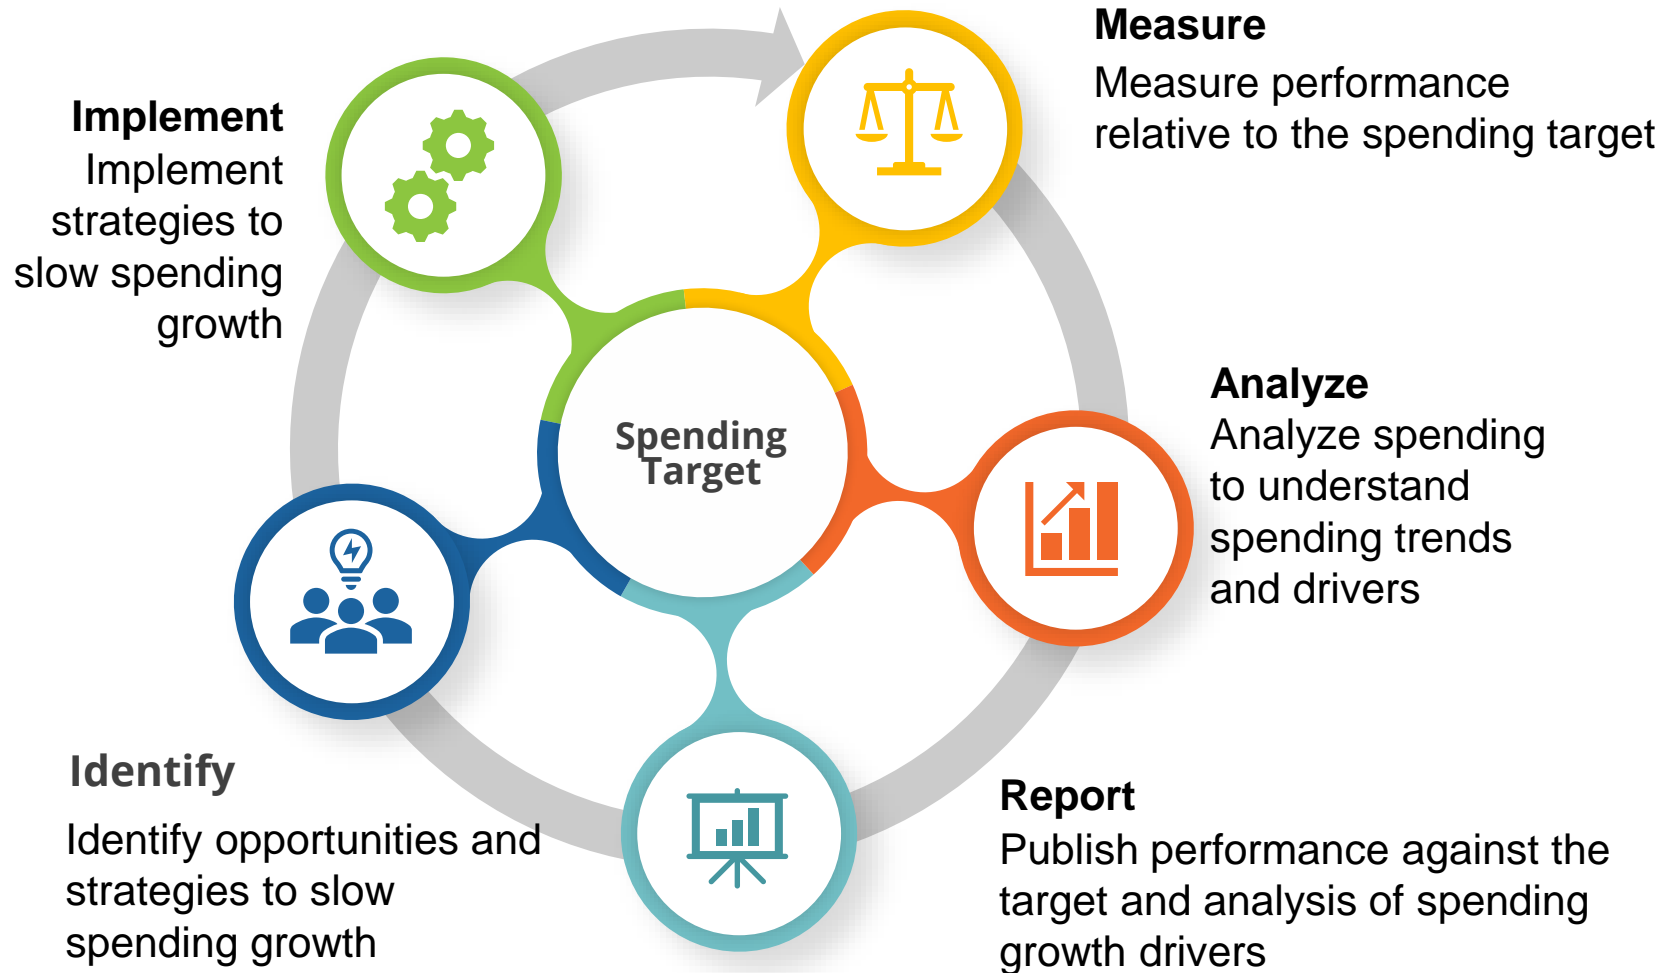 Measure
Measure performance
relative to the spending target
Analyze
Analyze spending
to understand
spending trends
and drivers
Report
Publish performance against the
target and analysis of spending
growth drivers
Identify
Identify opportunities and
strategies to slow
spending growth
Implement
Implement
strategies to
slow spending
growth
Spending
Target